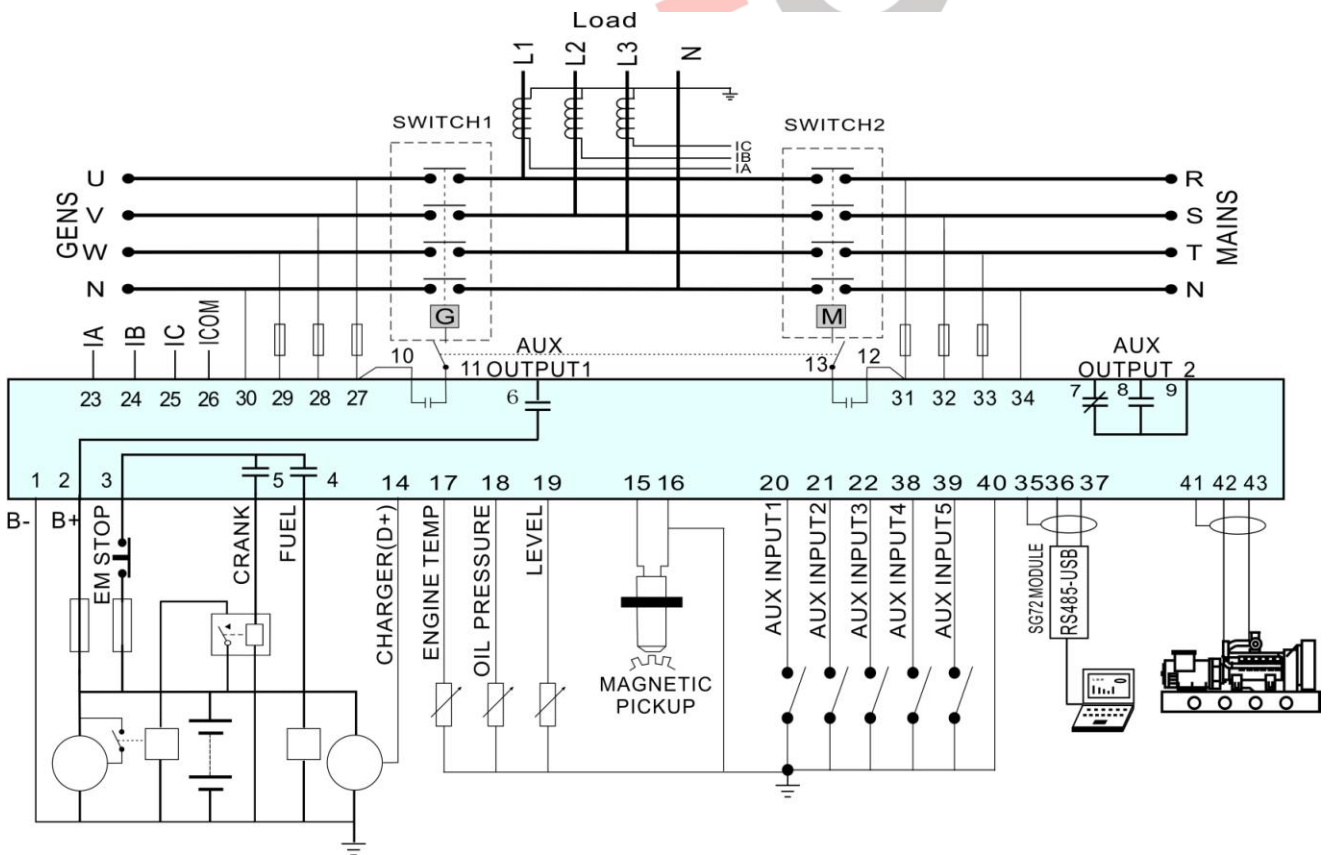 Load
L1 L2 L3 N
SWITCH1
SWITCH2
IC
IB
IA
GENS
MAINS
U
V
W
N
R
S
T
N
G
M
IA IB IC ICOM
10 11
AUX
OUTPUT1
13 12
AUX
OUTPUT 2
23 24 25 26 30 29 28 27
6
31 32 33 34
7 8 9
1 2 3 5 4 14 17 18 19 15 16 20 21 22 38 39 40 35 36 37 41 42 43
B- B+
EM STOP
CRANK
FUEL
CHARGER(D+)
ENGINE TEMP
OIL PRESSURE
LEVEL
MAGNETIC
PICKUP
AUX INPUT1
AUX INPUT2
AUX INPUT3
AUX INPUT4
AUX INPUT5
SG72 MODULE
RS485-USB